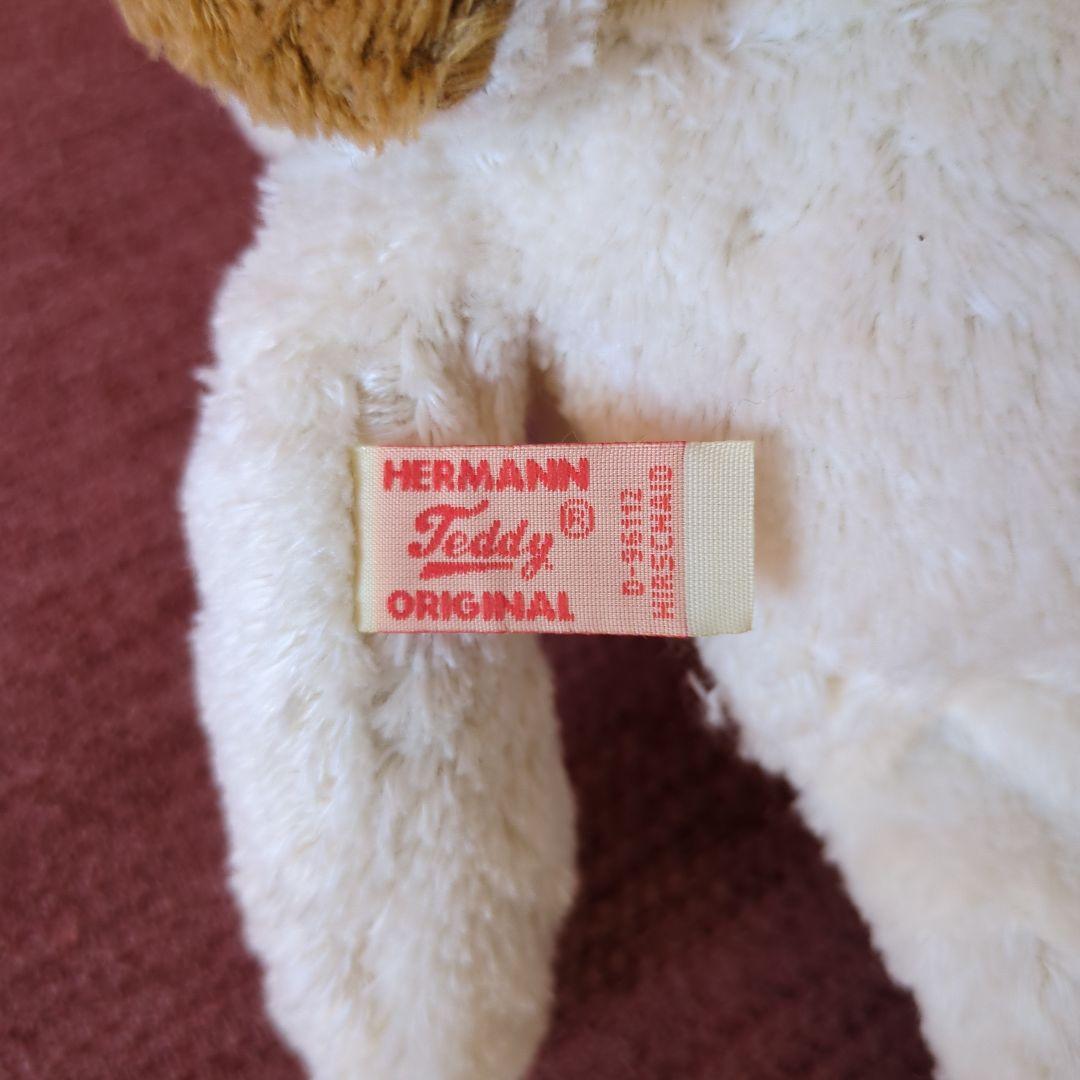 HERMANN
Teddy®
ORIGINAL
D-96112
HIRSCHAID